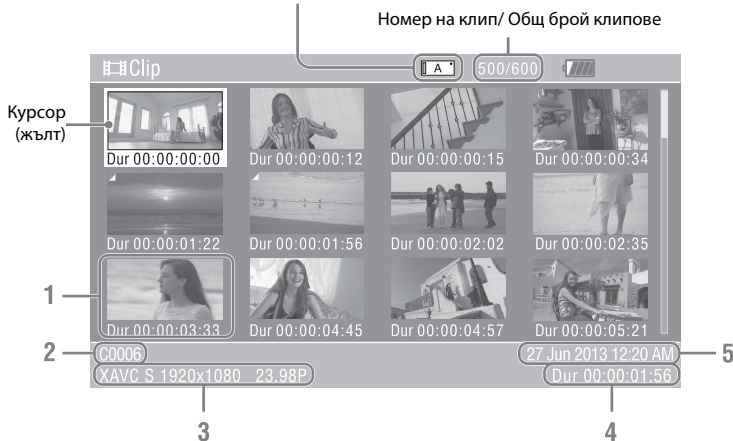 Номер на клип/ Общ брой клипове
Clip
A
500/600
Курсор
(жълт)
Dur 00:00:00:00
Dur 00:00:00:12
Dur 00:00:00:15
Dur 00:00:00:34
Dur 00:00:01:22
Dur 00:00:01:56
Dur 00:00:02:02
Dur 00:00:02:35
1
Dur 00:00:03:33
Dur 00:00:04:45
Dur 00:00:04:57
Dur 00:00:05:21
2
C0006
27 Jun 2013 12:20 AM
5
XAVC S 1920x1080 23.98P
Dur 00:00:01:56
3
4